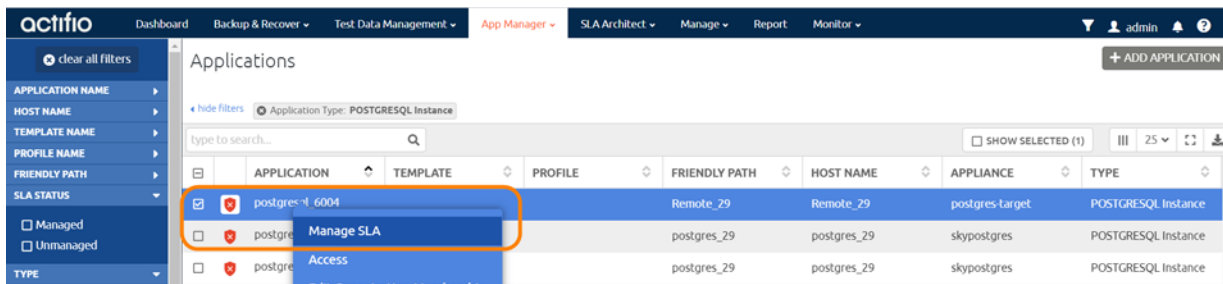 actifio Dashboard Backup & Recover Test Data Management App Manager SLA Architect Manage Report Monitor admin
clear all filters
Applications
+ ADD APPLICATION
APPLICATION NAME
HOST NAME
hide filters Application Type: POSTGRESQL Instance
TEMPLATE NAME
type to search... SHOW SELECTED (1) 25
PROFILE NAME
FRIENDLY PATH
APPLICATION TEMPLATE PROFILE FRIENDLY PATH HOST NAME APPLIANCE TYPE
SLA STATUS
postgresql_6004 Remote_29 Remote_29 postgres-target POSTGRESQL Instance
Managed
Manage SLA
postgre postgres_29 postgres_29 skypostgres POSTGRESQL Instance
Unmanaged
Access
TYPE
postgre postgres_29 postgres_29 skypostgres POSTGRESQL Instance